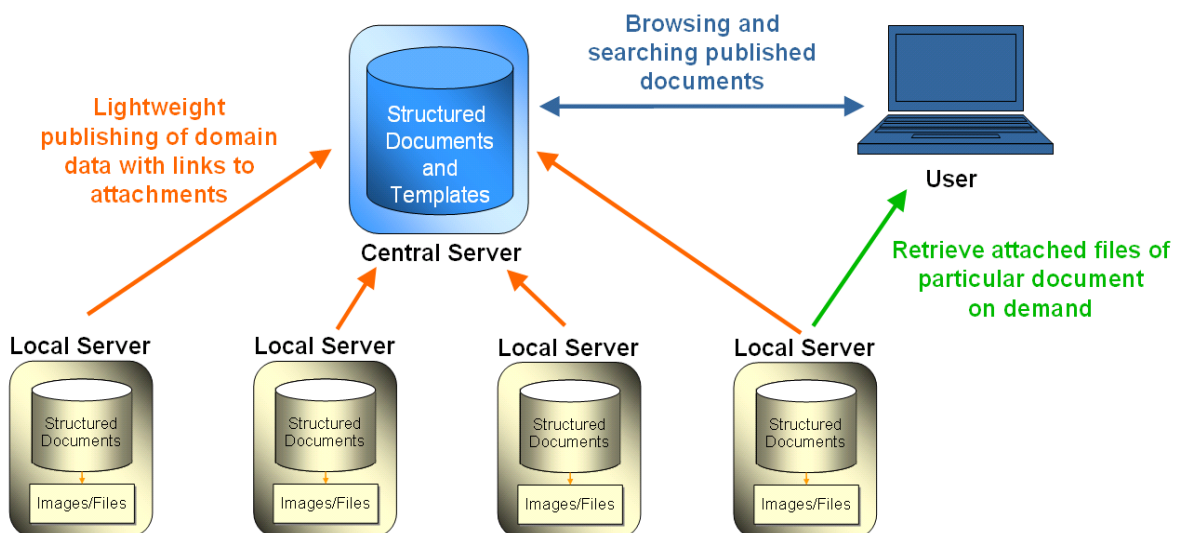 Browsing and
searching published
documents
Lightweight
publishing of domain
data with links to
attachments
Structured
Documents
and
Templates
Central Server
User
Retrieve attached files of
particular document
on demand
Local Server
Structured
Documents
Images/Files
Local Server
Structured
Documents
Images/Files
Local Server
Structured
Documents
Images/Files
Local Server
Structured
Documents
Images/Files